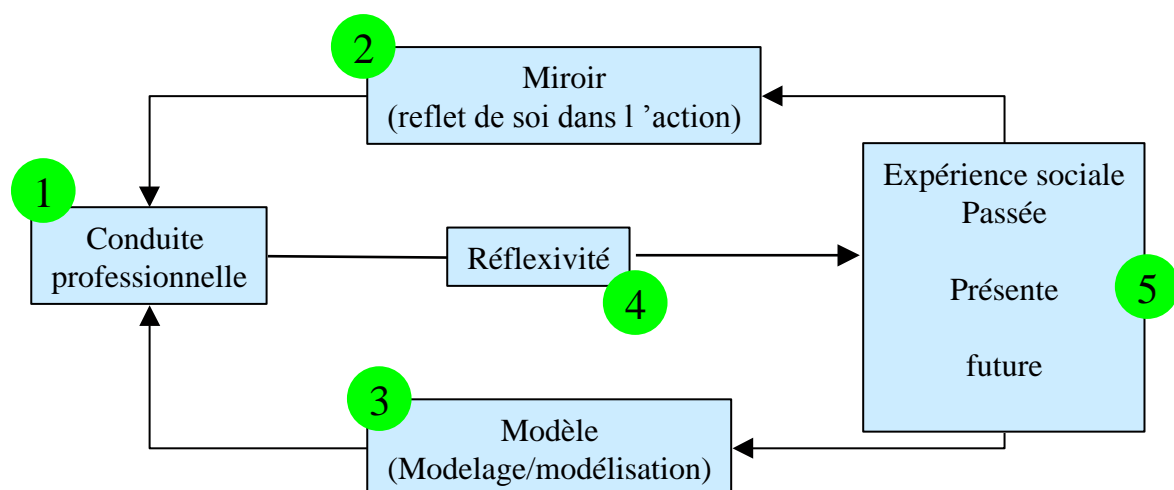 2
Miroir
(reflet de soi dans l ’action)
1
Conduite
professionnelle
Réflexivité
4
Expérience sociale
Passée
Présente
future
5
3
Modèle
(Modelage/modélisation)